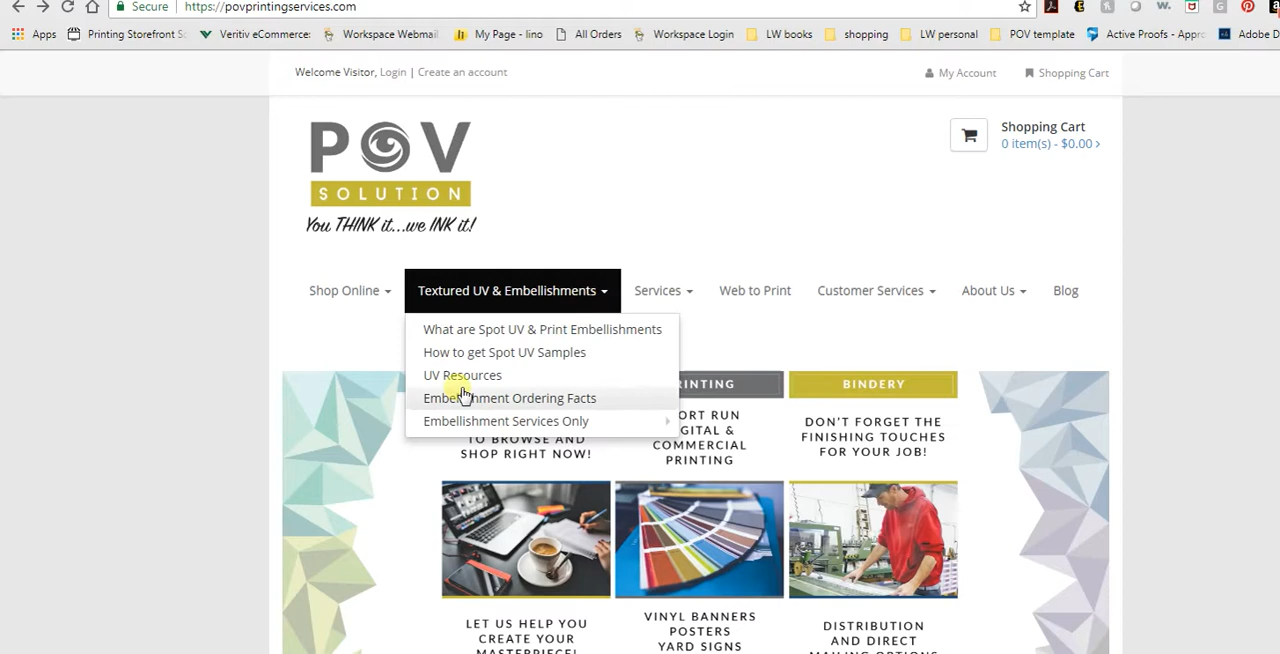 Secure
https://povprintingservices.com
Apps
Printing Storefront S
Veritiv eCommerce:
Workspace Webmail
My Page - lino
All Orders
Workspace Login
LW books
shopping
LW personal
POV template
Active Proofs - Appro
Adobe D
Welcome Visitor, Login | Create an account
My Account
Shopping Cart
POV
SOLUTION
You THINK it...we INK it!
Shopping Cart
0 item(s) - $0.00 >
Shop Online
Textured UV & Embellishments
Services
Web to Print
Customer Services
About Us
Blog
What are Spot UV & Print Embellishments
How to get Spot UV Samples
UV Resources
Embellishment Ordering Facts
Embellishment Services Only
TO BROWSE AND
SHOP RIGHT NOW!
RINTING
ORT RUN
IGITAL &
COMMERCIAL
PRINTING
BINDERY
DON'T FORGET THE
FINISHING TOUCHES
FOR YOUR JOB!
LET US HELP YOU
CREATE YOUR
MASTERPIECE!
VINYL BANNERS
POSTERS
YARD SIGNS
DISTRIBUTION
AND DIRECT
MAILING OPTIONS